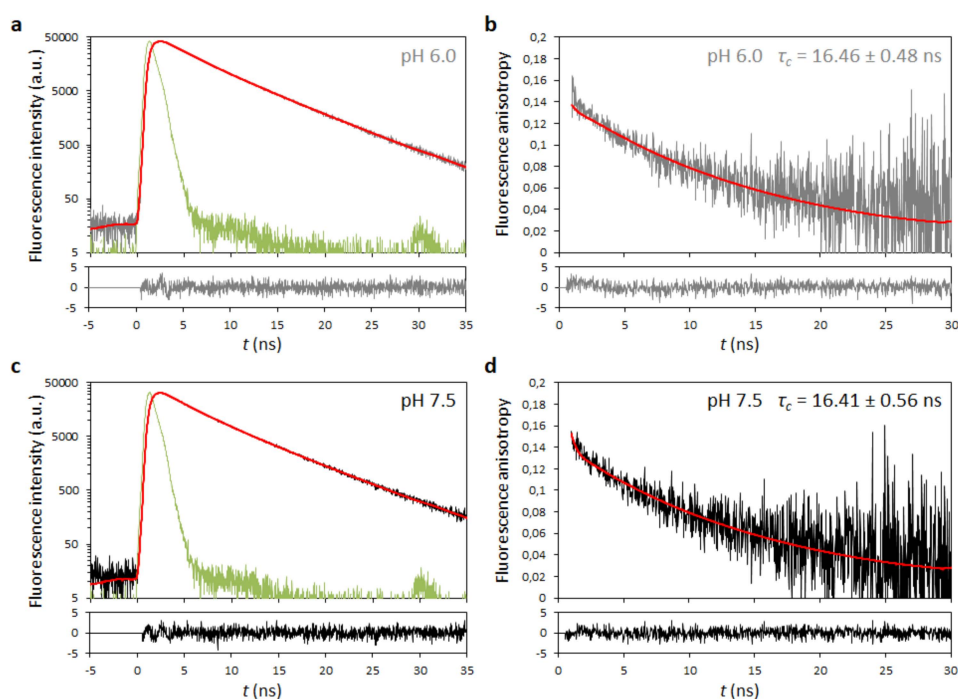 a
pH 6.0
Fluorescence intensity (a.u.)
50000
5000
500
50
5
5
0
-5
-5 0 5 10 15 20 25 30 35
t (ns)
b
pH 6.0 τc = 16.46 ± 0.48 ns
Fluorescence anisotropy
0,2
0,18
0,16
0,14
0,12
0,1
0,08
0,06
0,04
0,02
0
5
0
-5
0 5 10 15 20 25 30
t (ns)
c
pH 7.5
Fluorescence intensity (a.u.)
50000
5000
500
50
5
5
0
-5
-5 0 5 10 15 20 25 30 35
t (ns)
d
pH 7.5 τc = 16.41 ± 0.56 ns
Fluorescence anisotropy
0,2
0,18
0,16
0,14
0,12
0,1
0,08
0,06
0,04
0,02
0
5
0
-5
0 5 10 15 20 25 30
t (ns)